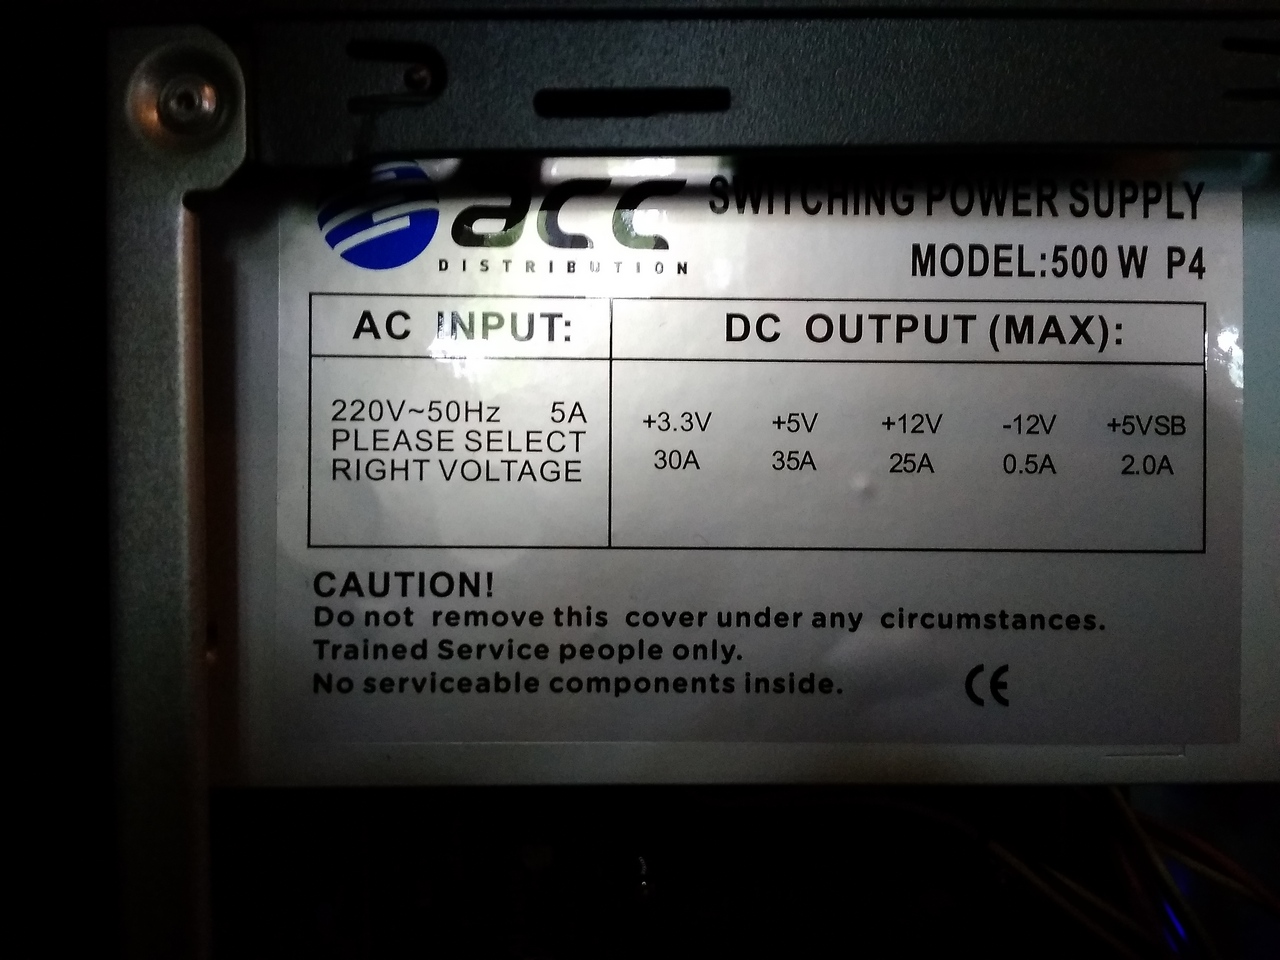 acc
DISTRIBUTION
SWITCHING POWER SUPPLY
MODEL:500 W P4
AC INPUT:
DC OUTPUT (MAX):
220V~50Hz 5A
PLEASE SELECT
RIGHT VOLTAGE
+3.3V +5V +12V -12V +5VSB
30A 35A 25A 0.5A 2.0A
CAUTION!
Do not remove this cover under any circumstances.
Trained Service people only.
No serviceable components inside.
CE